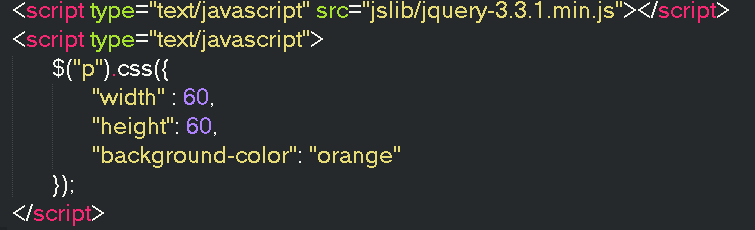 <script type="text/javascript" src="jslib/jquery-3.3.1.min.js"></script>
<script type="text/javascript">
$("p").css({
"width" : 60,
"height": 60,
"background-color": "orange"
});
</script>